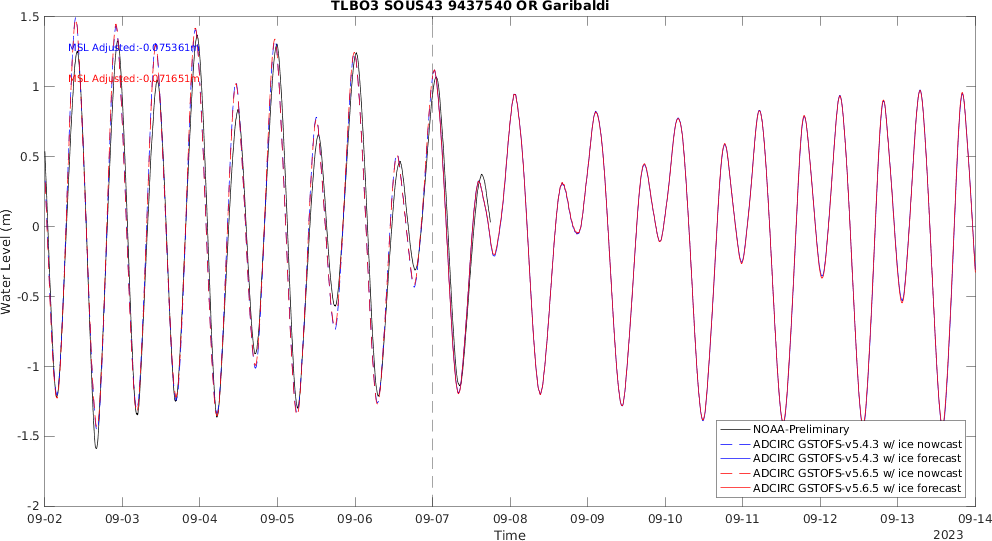 TLBO3 SOUS43 9437540 OR Garibaldi
MSL Adjusted:-0.075361m
MSL Adjusted:-0.071651m
Water Level (m)
1.5
1
0.5
0
-0.5
-1
-1.5
-2
NOAA-Preliminary
ADCIRC GSTOFS-v5.4.3 w/ ice nowcast
ADCIRC GSTOFS-v5.4.3 w/ ice forecast
ADCIRC GSTOFS-v5.6.5 w/ ice nowcast
ADCIRC GSTOFS-v5.6.5 w/ ice forecast
09-02 09-03 09-04 09-05 09-06 09-07 09-08 09-09 09-10 09-11 09-12 09-13 09-14
Time
2023